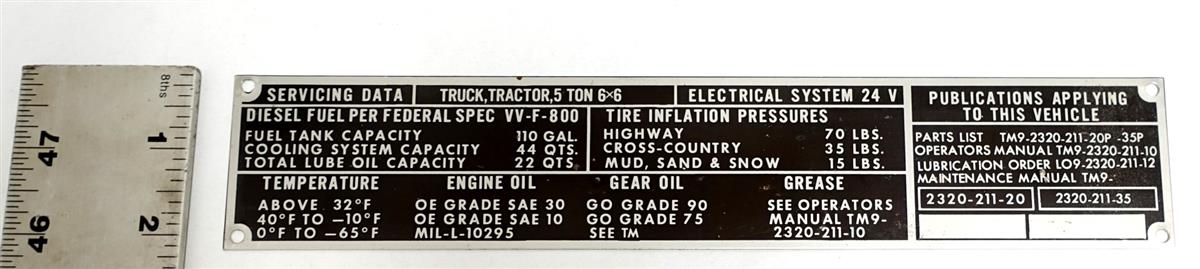 8ths
1
2
47
46
SERVICING DATA TRUCK,TRACTOR,5 TON 6x6 ELECTRICAL SYSTEM 24 V
DIESEL FUEL PER FEDERAL SPEC VV-F-800
FUEL TANK CAPACITY 110 GAL.
COOLING SYSTEM CAPACITY 44 QTS.
TOTAL LUBE OIL CAPACITY 22 QTS.
TIRE INFLATION PRESSURES
HIGHWAY 70 LBS.
CROSS-COUNTRY 35 LBS.
MUD, SAND & SNOW 15 LBS.
TEMPERATURE ENGINE OIL GEAR OIL GREASE
ABOVE 32°F OE GRADE SAE 30 GO GRADE 90 SEE OPERATORS
40°F TO —10°F OE GRADE SAE 10 GO GRADE 75 MANUAL TM9-
0°F TO —65°F MIL-L-10295 SEE TM 2320-211-10
PUBLICATIONS APPLYING
TO THIS VEHICLE
PARTS LIST TM9-2320-211-20P -35P
OPERATORS MANUAL TM9-2320-211-10
LUBRICATION ORDER LO9-2320-211-12
MAINTENANCE MANUAL TM9-
2320-211-20 2320-211-35